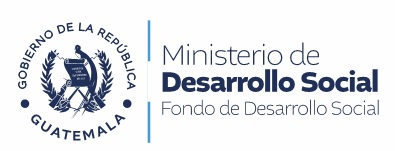 GOBIERNO DE LA REPÚBLICA
GUATEMALA
Ministerio de
Desarrollo Social
Fondo de Desarrollo Social